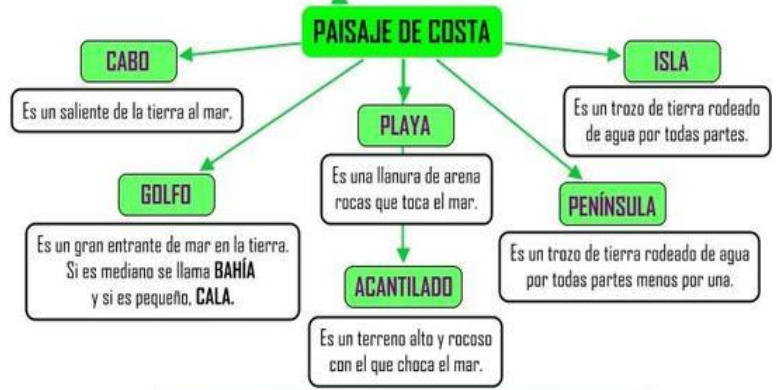 PAISAJE DE COSTA
CABO
Es un saliente de la tierra al mar.
ISLA
Es un trozo de tierra rodeado
de agua por todas partes.
PLAYA
Es una llanura de arena
rocas que toca el mar.
GOLFO
Es un gran entrante de mar en la tierra.
Si es mediano se llama BAHÍA
y si es pequeño, CALA.
PENÍNSULA
Es un trozo de tierra rodeado de agua
por todas partes menos por una.
ACANTILADO
Es un terreno alto y rocoso
con el que choca el mar.